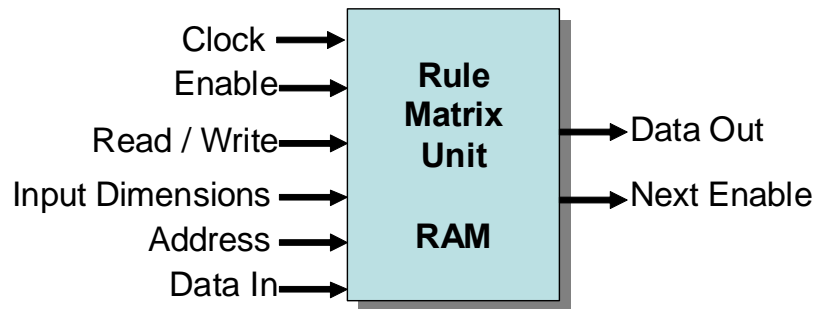 Clock
Enable
Read / Write
Input Dimensions
Address
Data In
Rule
Matrix
Unit
RAM
Data Out
Next Enable